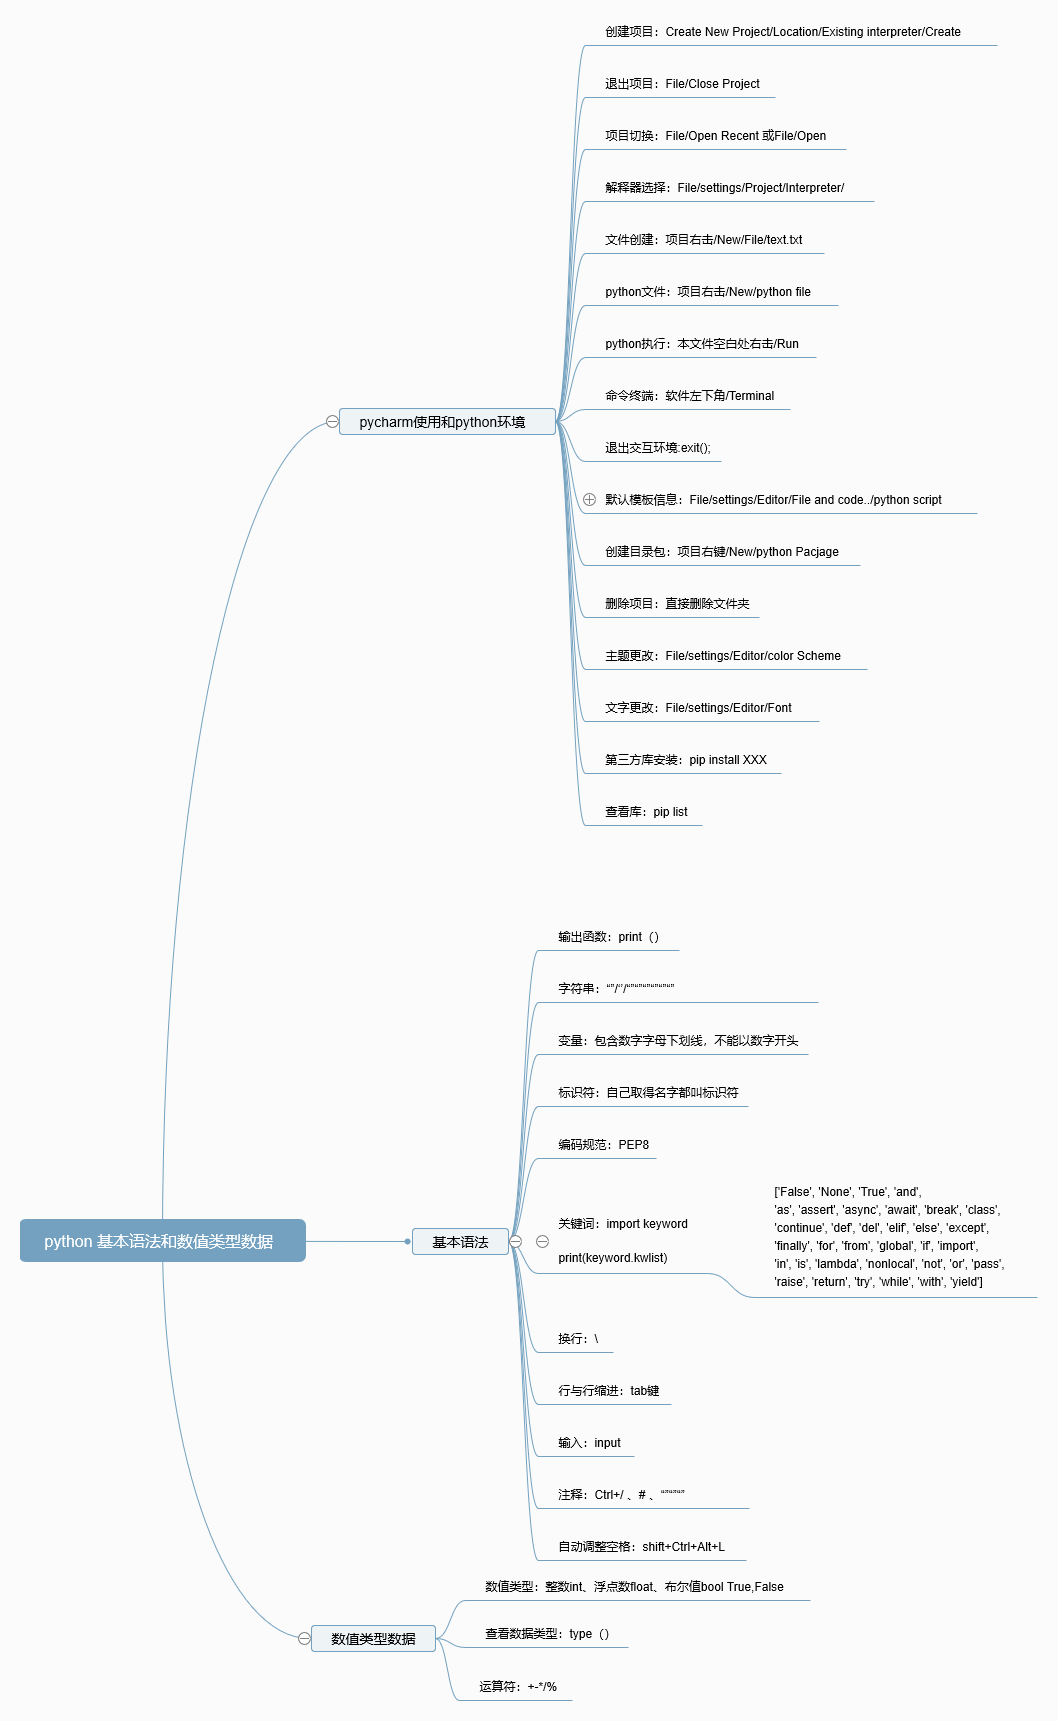 创建项目：Create New Project/Location/Existing interpreter/Create
退出项目：File/Close Project
项目切换：File/Open Recent 或File/Open
解释器选择：File/settings/Project/Interpreter/
文件创建：项目右击/New/File/text.txt
python文件：项目右击/New/python file
python执行：本文件空白处右击/Run
命令终端：软件左下角/Terminal
pycharm使用和python环境
退出交互环境:exit();
默认模板信息：File/settings/Editor/File and code../python script
创建目录包：项目右键/New/python Pacjage
删除项目：直接删除文件夹
主题更改：File/settings/Editor/color Scheme
文字更改：File/settings/Editor/Font
第三方库安装：pip install XXX
查看库：pip list
输出函数：print（）
字符串：“”/‘’/“”“”“”“”“”“”
变量：包含数字字母下划线，不能以数字开头
标识符：自己取得名字都叫标识符
编码规范：PEP8
python 基本语法和数值类型数据
基本语法
关键词：import keyword
print(keyword.kwlist)
['False', 'None', 'True', 'and',
'as', 'assert', 'async', 'await', 'break', 'class',
'continue', 'def', 'del', 'elif', 'else', 'except',
'finally', 'for', 'from', 'global', 'if', 'import',
'in', 'is', 'lambda', 'nonlocal', 'not', 'or', 'pass',
'raise', 'return', 'try', 'while', 'with', 'yield']
换行：\
行与行缩进：tab键
输入：input
注释：Ctrl+/ 、# 、“”“”“”
自动调整空格：shift+Ctrl+Alt+L
数值类型：整数int、浮点数float、布尔值bool True,False
数值类型数据
查看数据类型：type（）
运算符：+-*/%